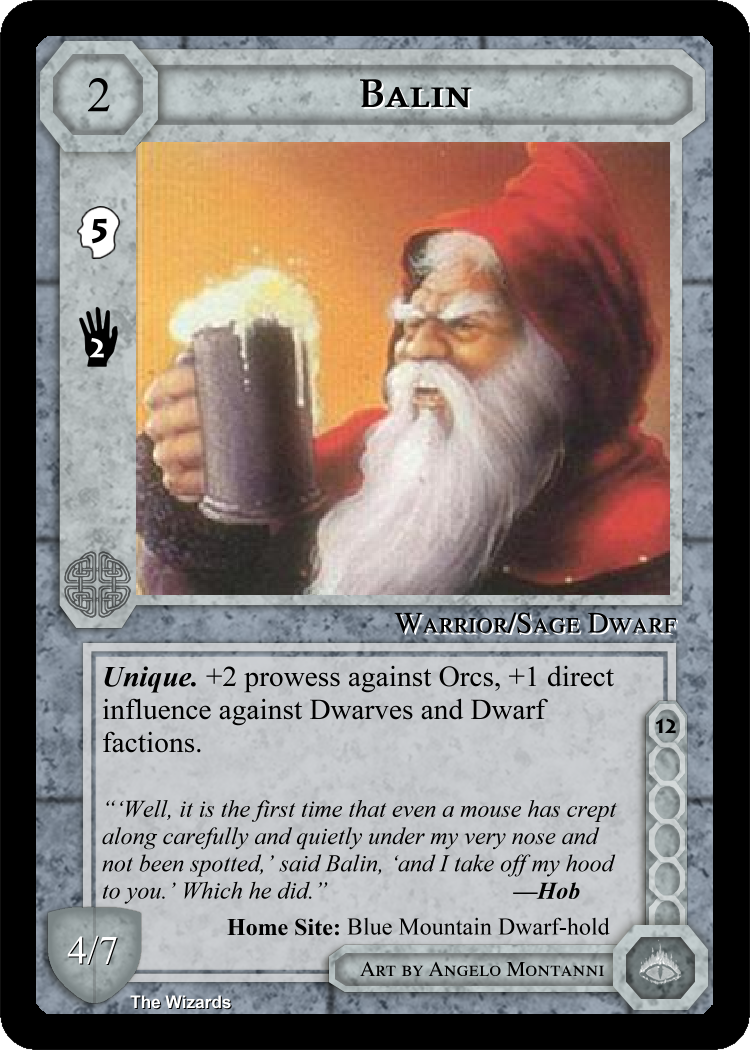 2
Balin
5
2
Warrior/Sage Dwarf
Unique. +2 prowess against Orcs, +1 direct
influence against Dwarves and Dwarf
factions.
12
“‘Well, it is the first time that even a mouse has crept
along carefully and quietly under my very nose and
not been spotted,’ said Balin, ‘and I take off my hood
to you.’ Which he did.” —Hob
Home Site: Blue Mountain Dwarf-hold
4/7
Art by Angelo Montanni
The Wizards